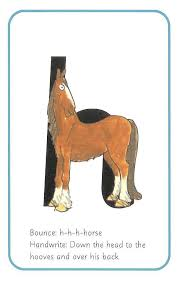 h
Bounce: h-h-h-horse
Handwrite: Down the head to the
hooves and over his back